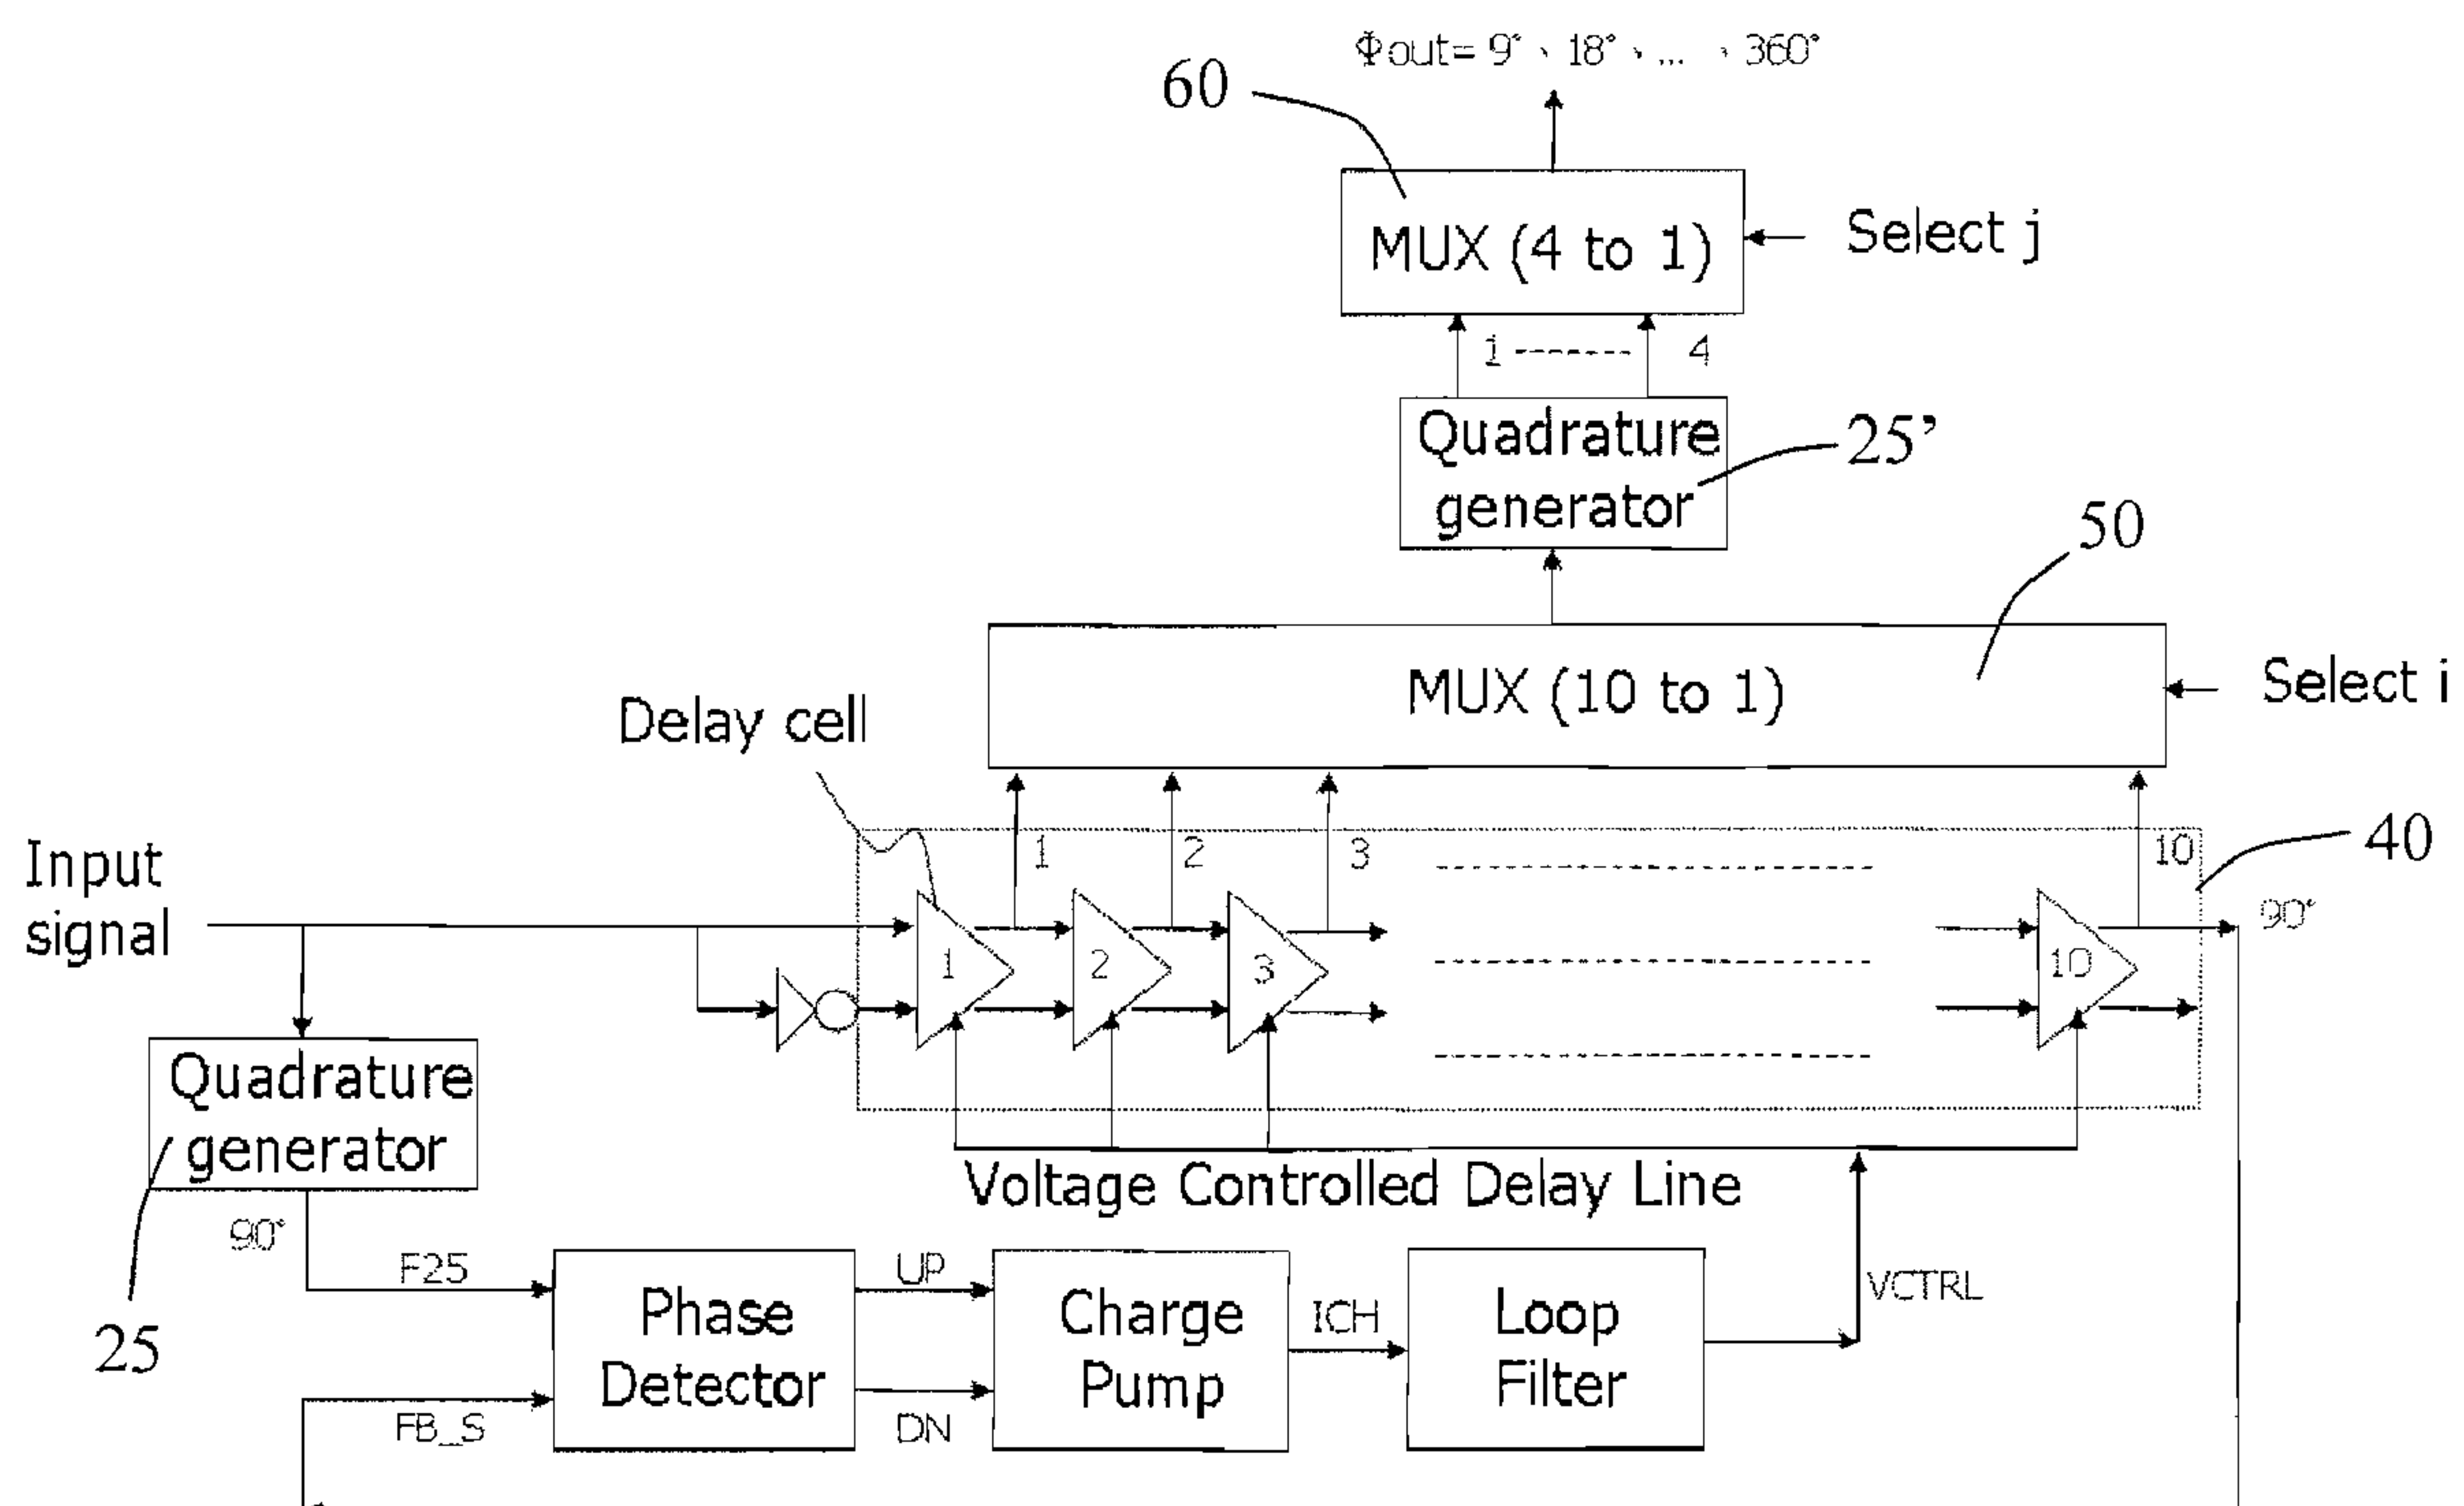 Φout= 9° 、 18° 、 ... 、 360°
60
MUX (4 to 1)
Select j
1 ------- 4
Quadrature
generator
25’
50
MUX (10 to 1)
Select i
Delay cell
40
Input
signal
1
2
3
10
90°
1
2
3
10
Quadrature
generator
Voltage Controlled Delay Line
90°
25
F25
FB_S
Phase
Detector
UP
DN
Charge
Pump
ICH
Loop
Filter
VCTRL